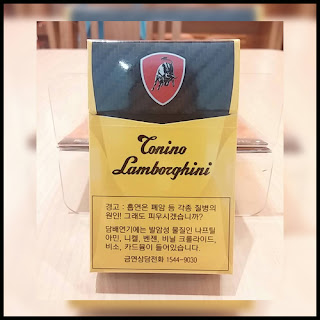 Tonino
Lamborghini
경고 : 흡연은 폐암 등 각종 질병의
원인! 그래도 피우시겠습니까?
담배연기에는 발암성 물질인 나프틸
아민, 니켈, 벤젠, 비닐 크롤라이드,
비소, 카드뮴이 들어있습니다.
금연상담전화 1544-9030